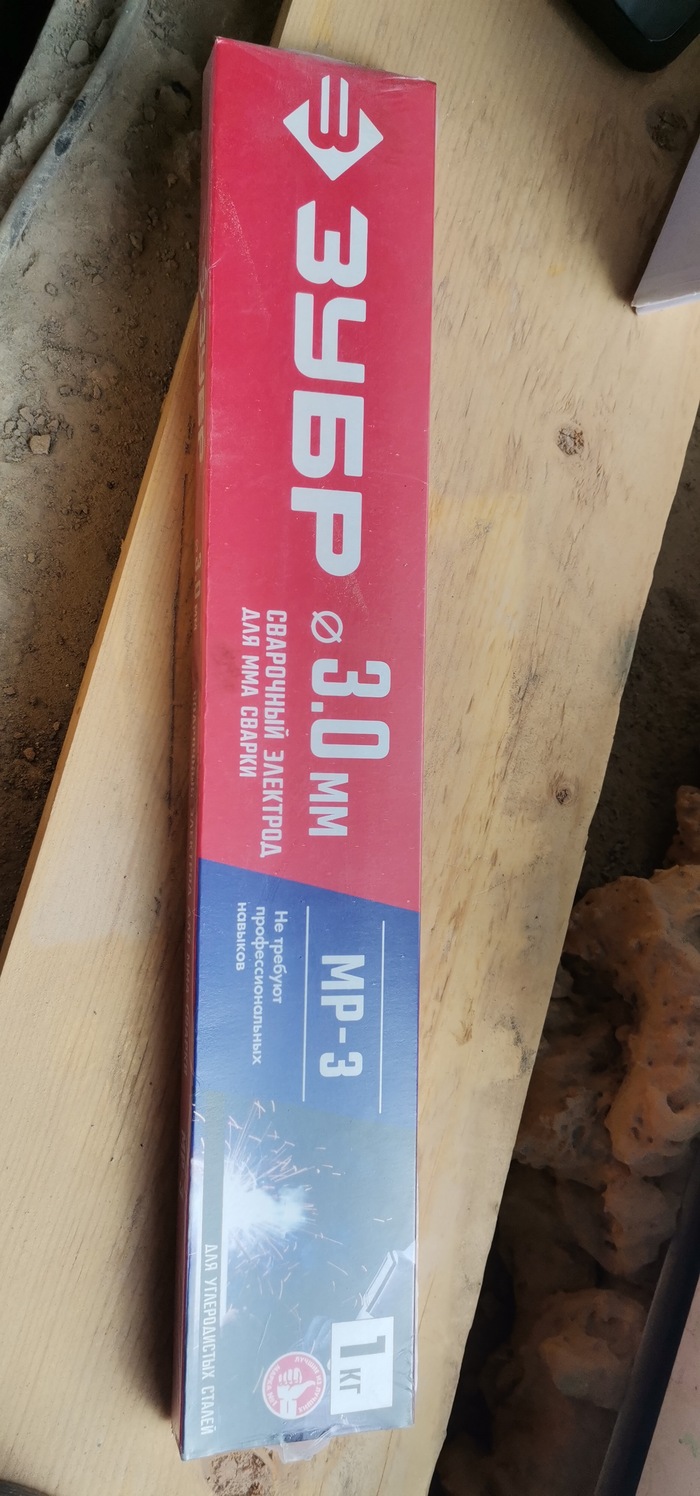 ЗУБР
⌀ 3.0 ММ
СВАРОЧНЫЙ ЭЛЕКТРОД
ДЛЯ ММА СВАРКИ
МР-3
Не требуют
профессиональных
навыков
1 КГ
ДЛЯ УГЛЕРОДИСТЫХ СТАЛЕЙ